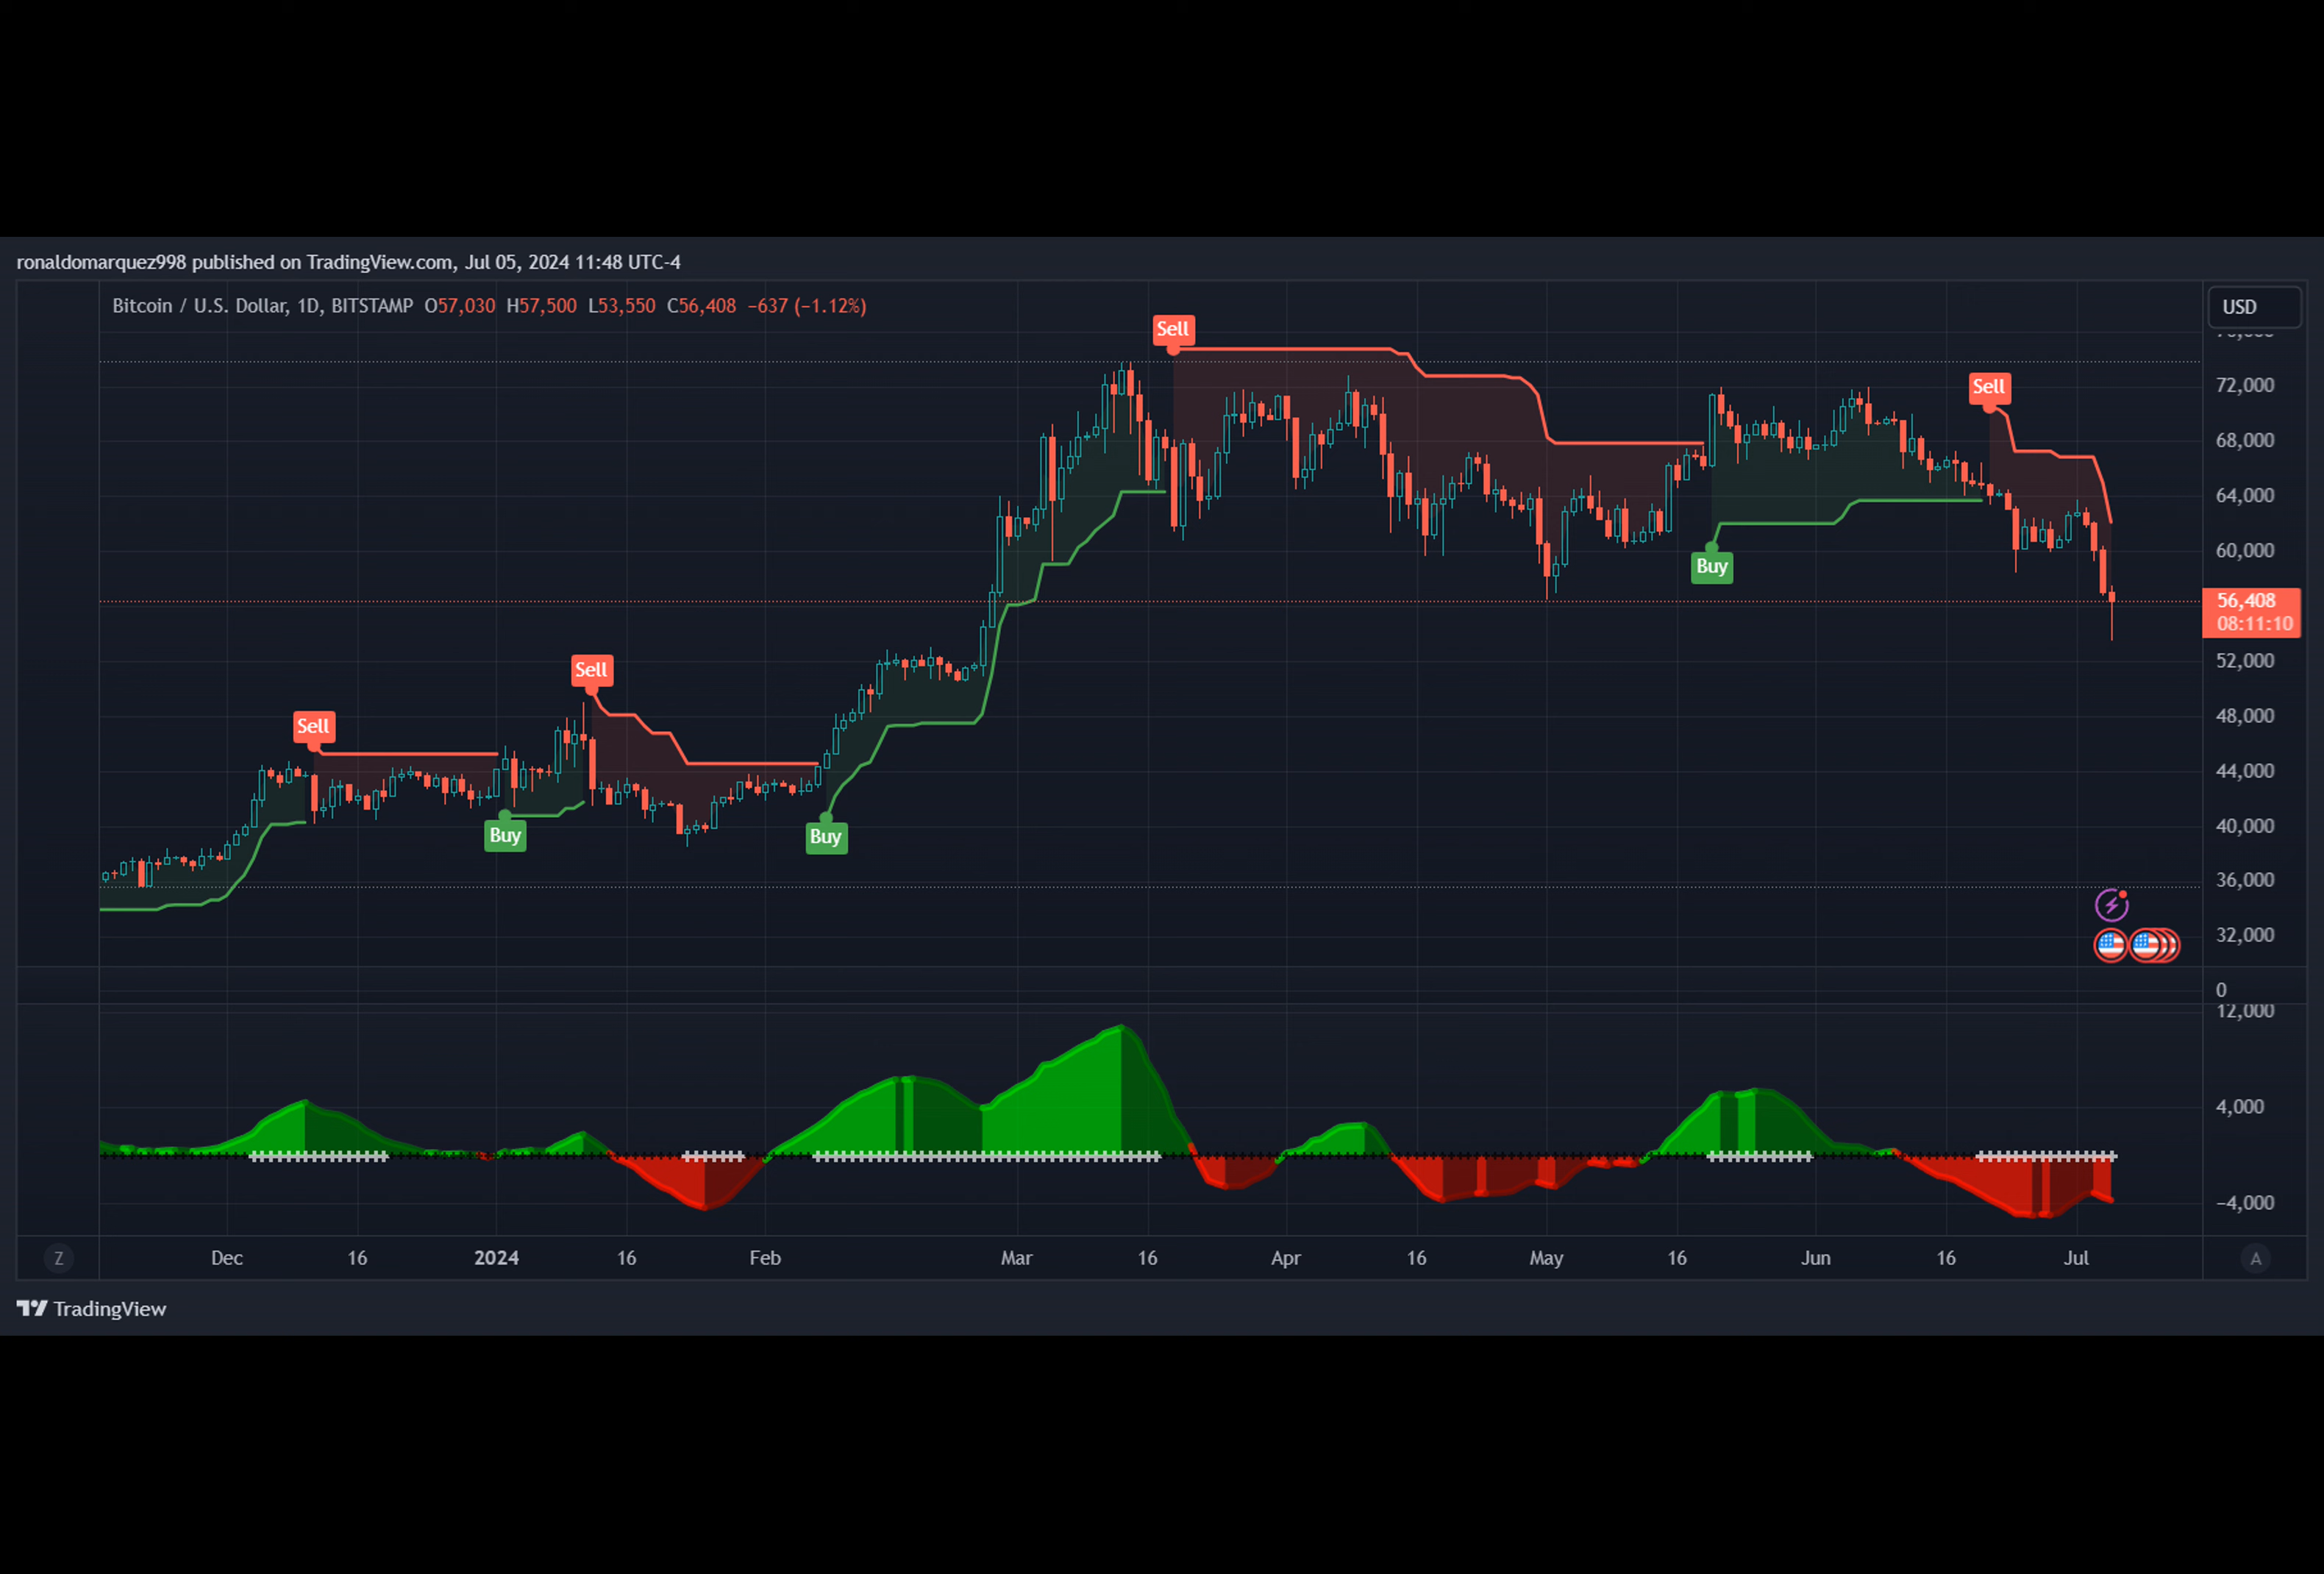 ronaldomarquez998 published on TradingView.com, Jul 05, 2024 11:48 UTC-4
Bitcoin / U.S. Dollar, 1D, BITSTAMP O57,030 H57,500 L53,550 C56,408 −637 (−1.12%)
USD
Sell
72,000
Sell
68,000
64,000
60,000
Buy
56,408
08:11:10
52,000
Sell
48,000
Sell
44,000
40,000
Buy
Buy
36,000
32,000
0
12,000
4,000
−4,000
Z Dec 16 2024 16 Feb Mar 16 Apr 16 May 16 Jun 16 Jul A
TradingView